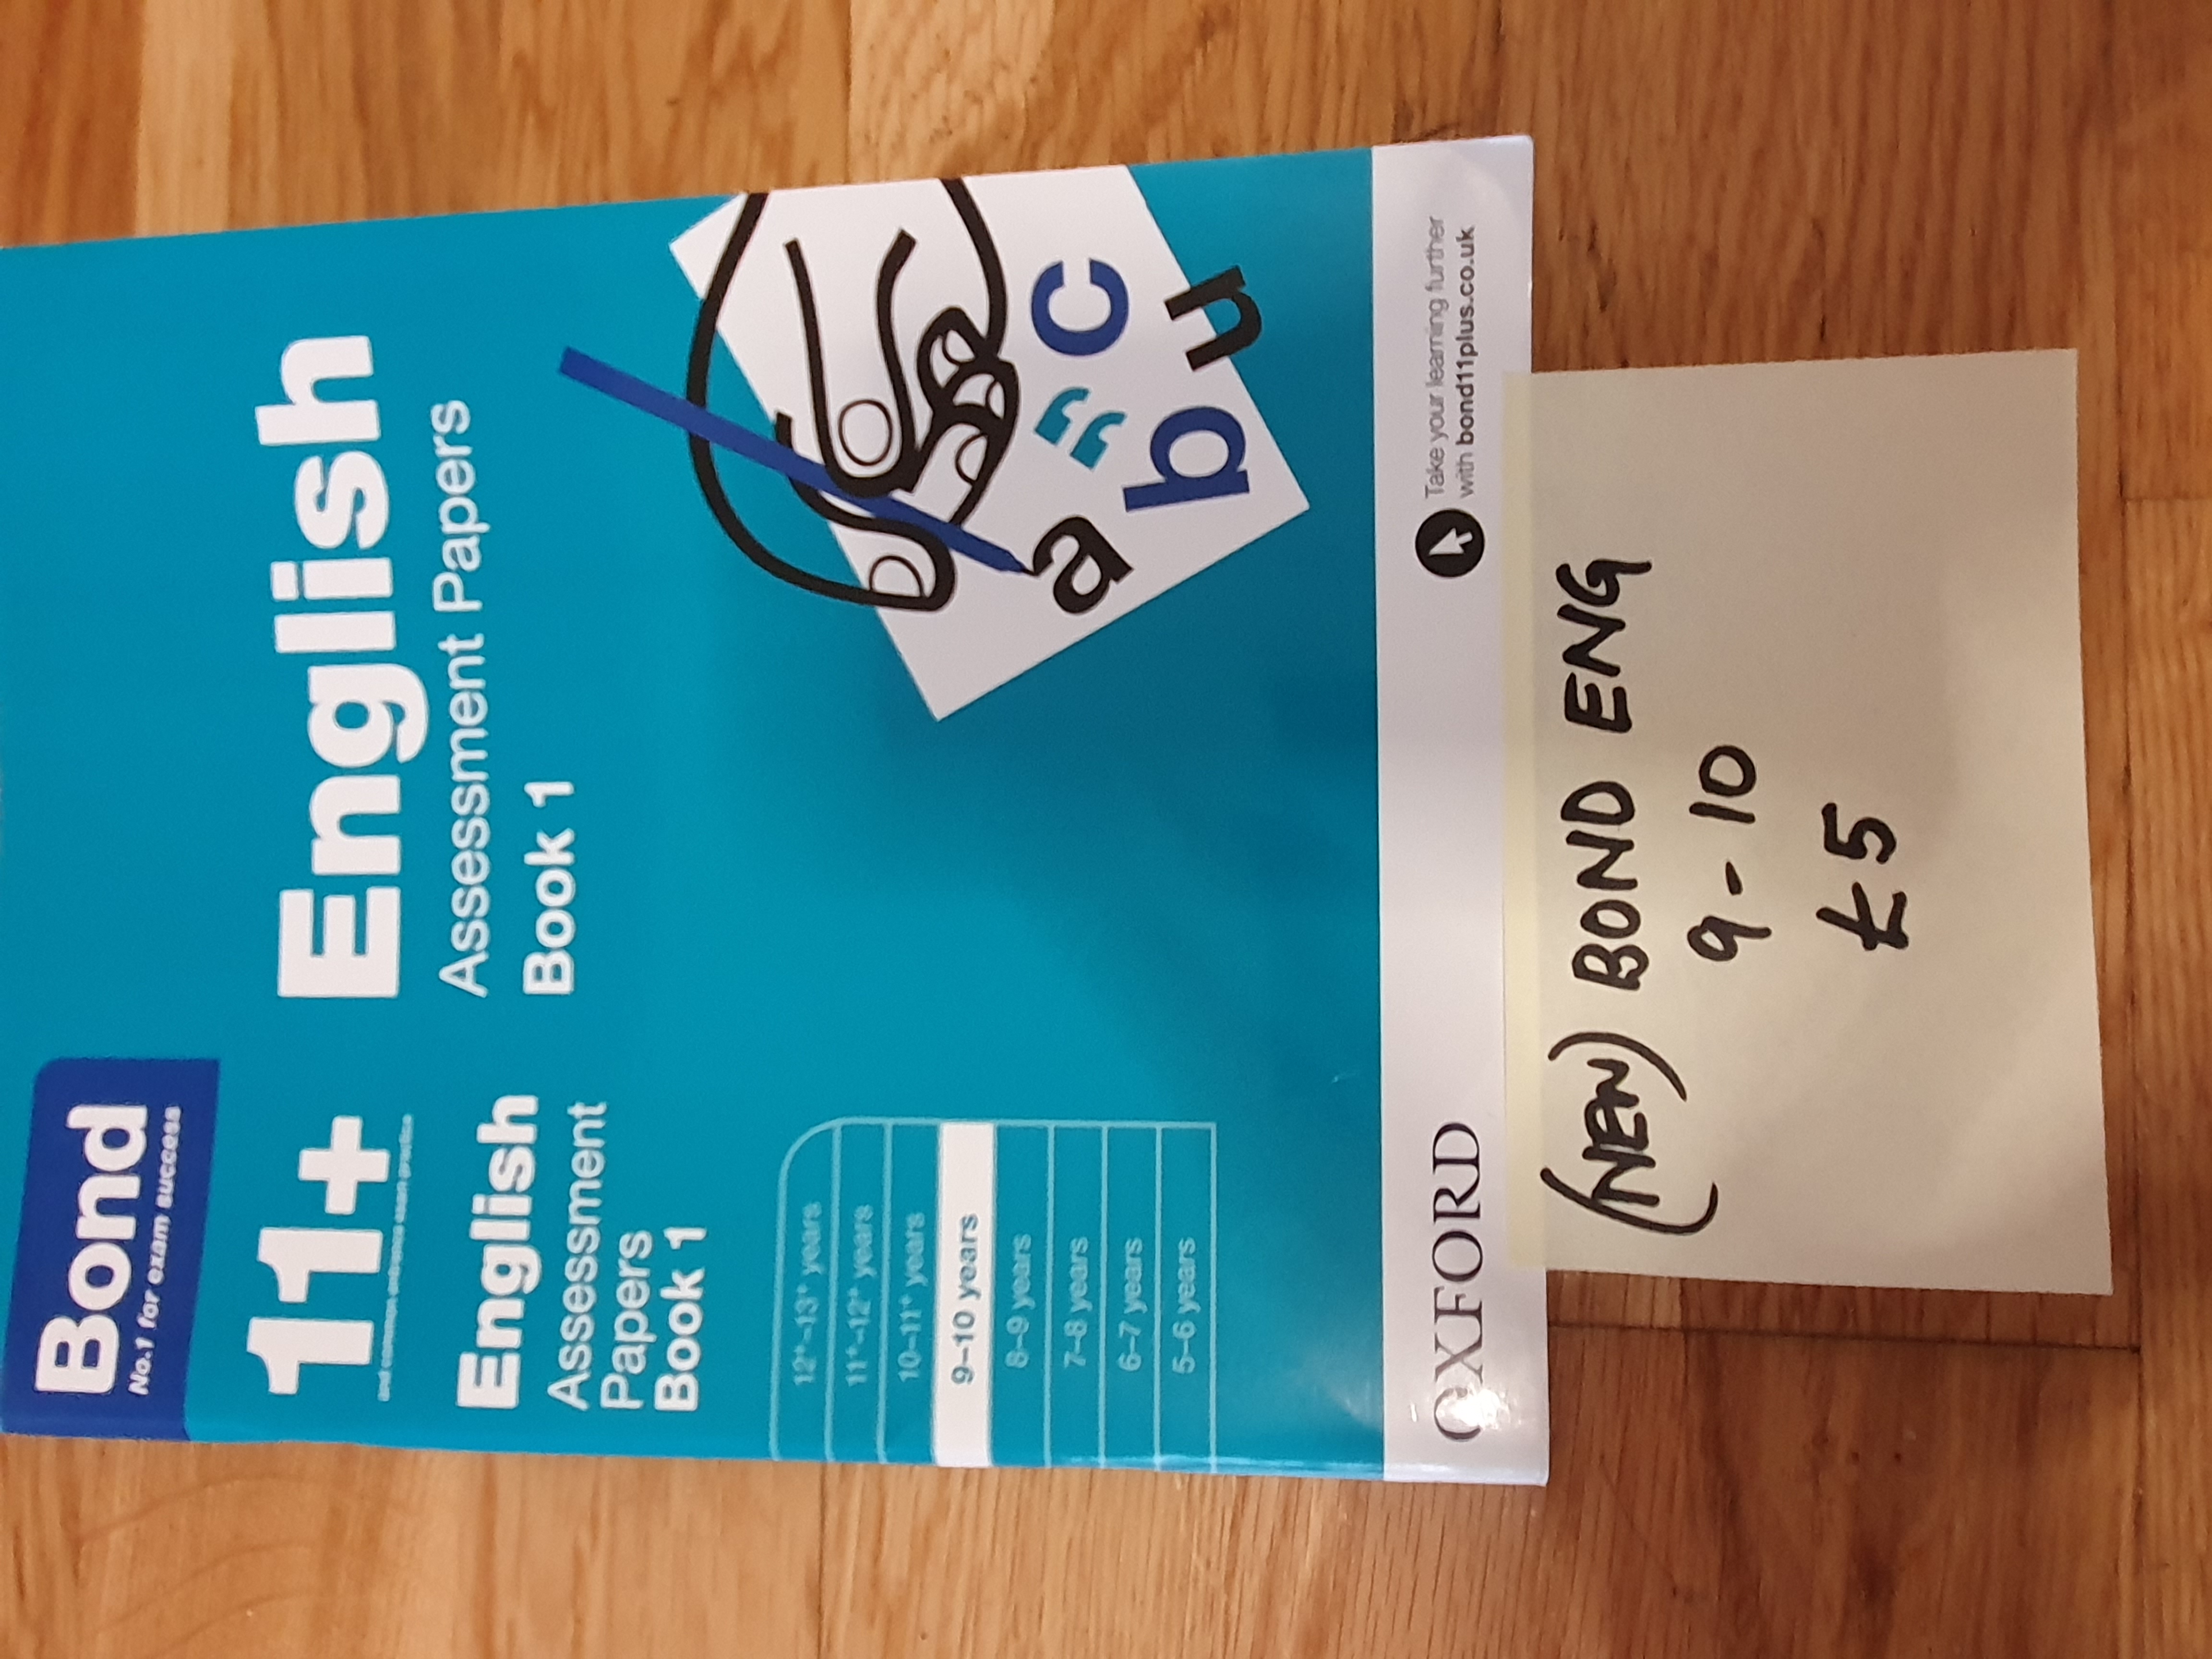 Bond
No.1 for exam success
11+
and common entrance exam practice
English
Assessment
Papers
Book 1
12⁺–13⁺ years
11⁺–12⁺ years
10–11⁺ years
9–10 years
8–9 years
7–8 years
6–7 years
5–6 years
English
Assessment Papers
Book 1
a
,,
c
b
u
OXFORD
Take your learning further
with bond11plus.co.uk
(NEW) BOND ENG
9 - 10
£5